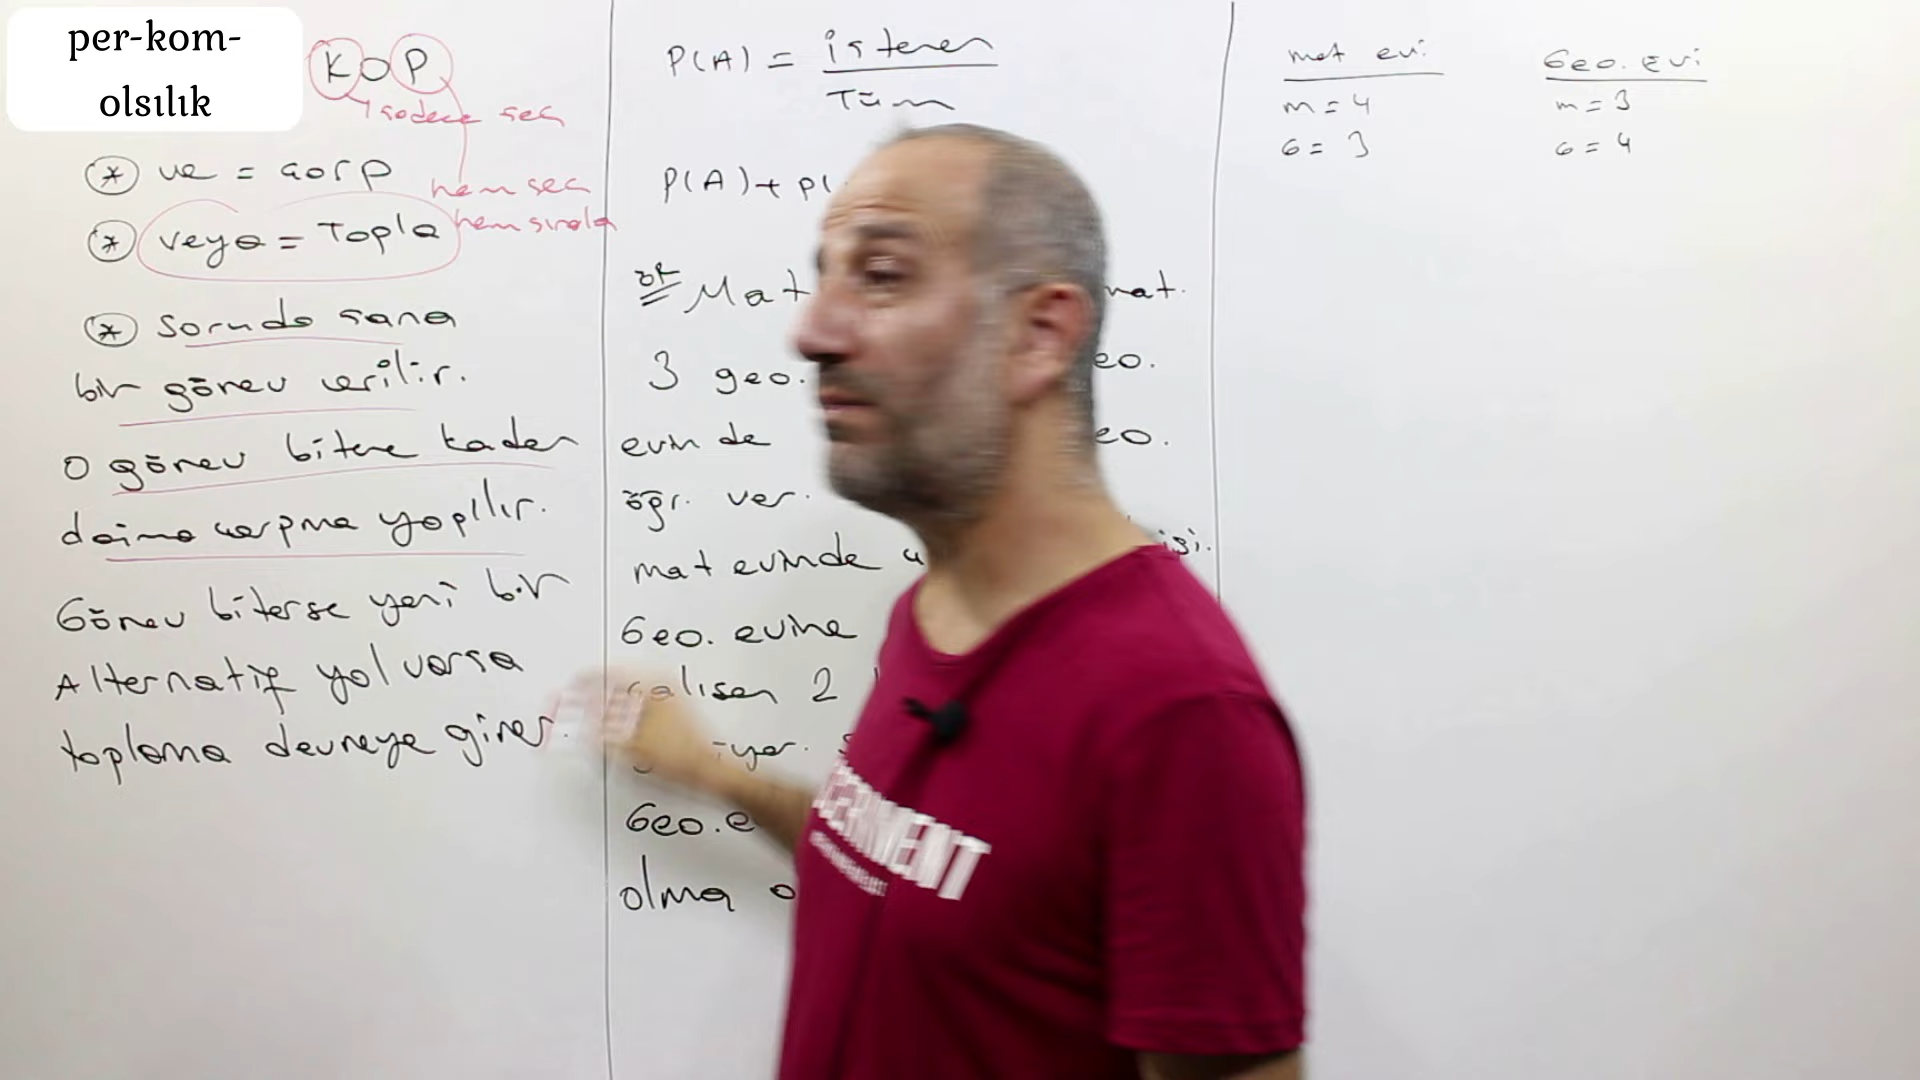 per-kom-
olsılık
KOP
sadece seç
* ve = çarp
hem seç
* veya = Topla
hem sırala
* Soruda sana
bir görev verilir.
O görev bitene kadar
daima çarpma yapılır.
Görev biterse yeni bir
Alternatif yol varsa
toplama devreye girer.
P(A) = istenen
Tüm
P(A) + P(
ör Mat mat.
3 geo. eo.
evinde eo.
öğr. ver.
mat evinde isi.
Geo. evine
çalışan 2
Geo. e
olma o
mat evi
m = 4
G = 3
Geo. Evi
m = 3
G = 4